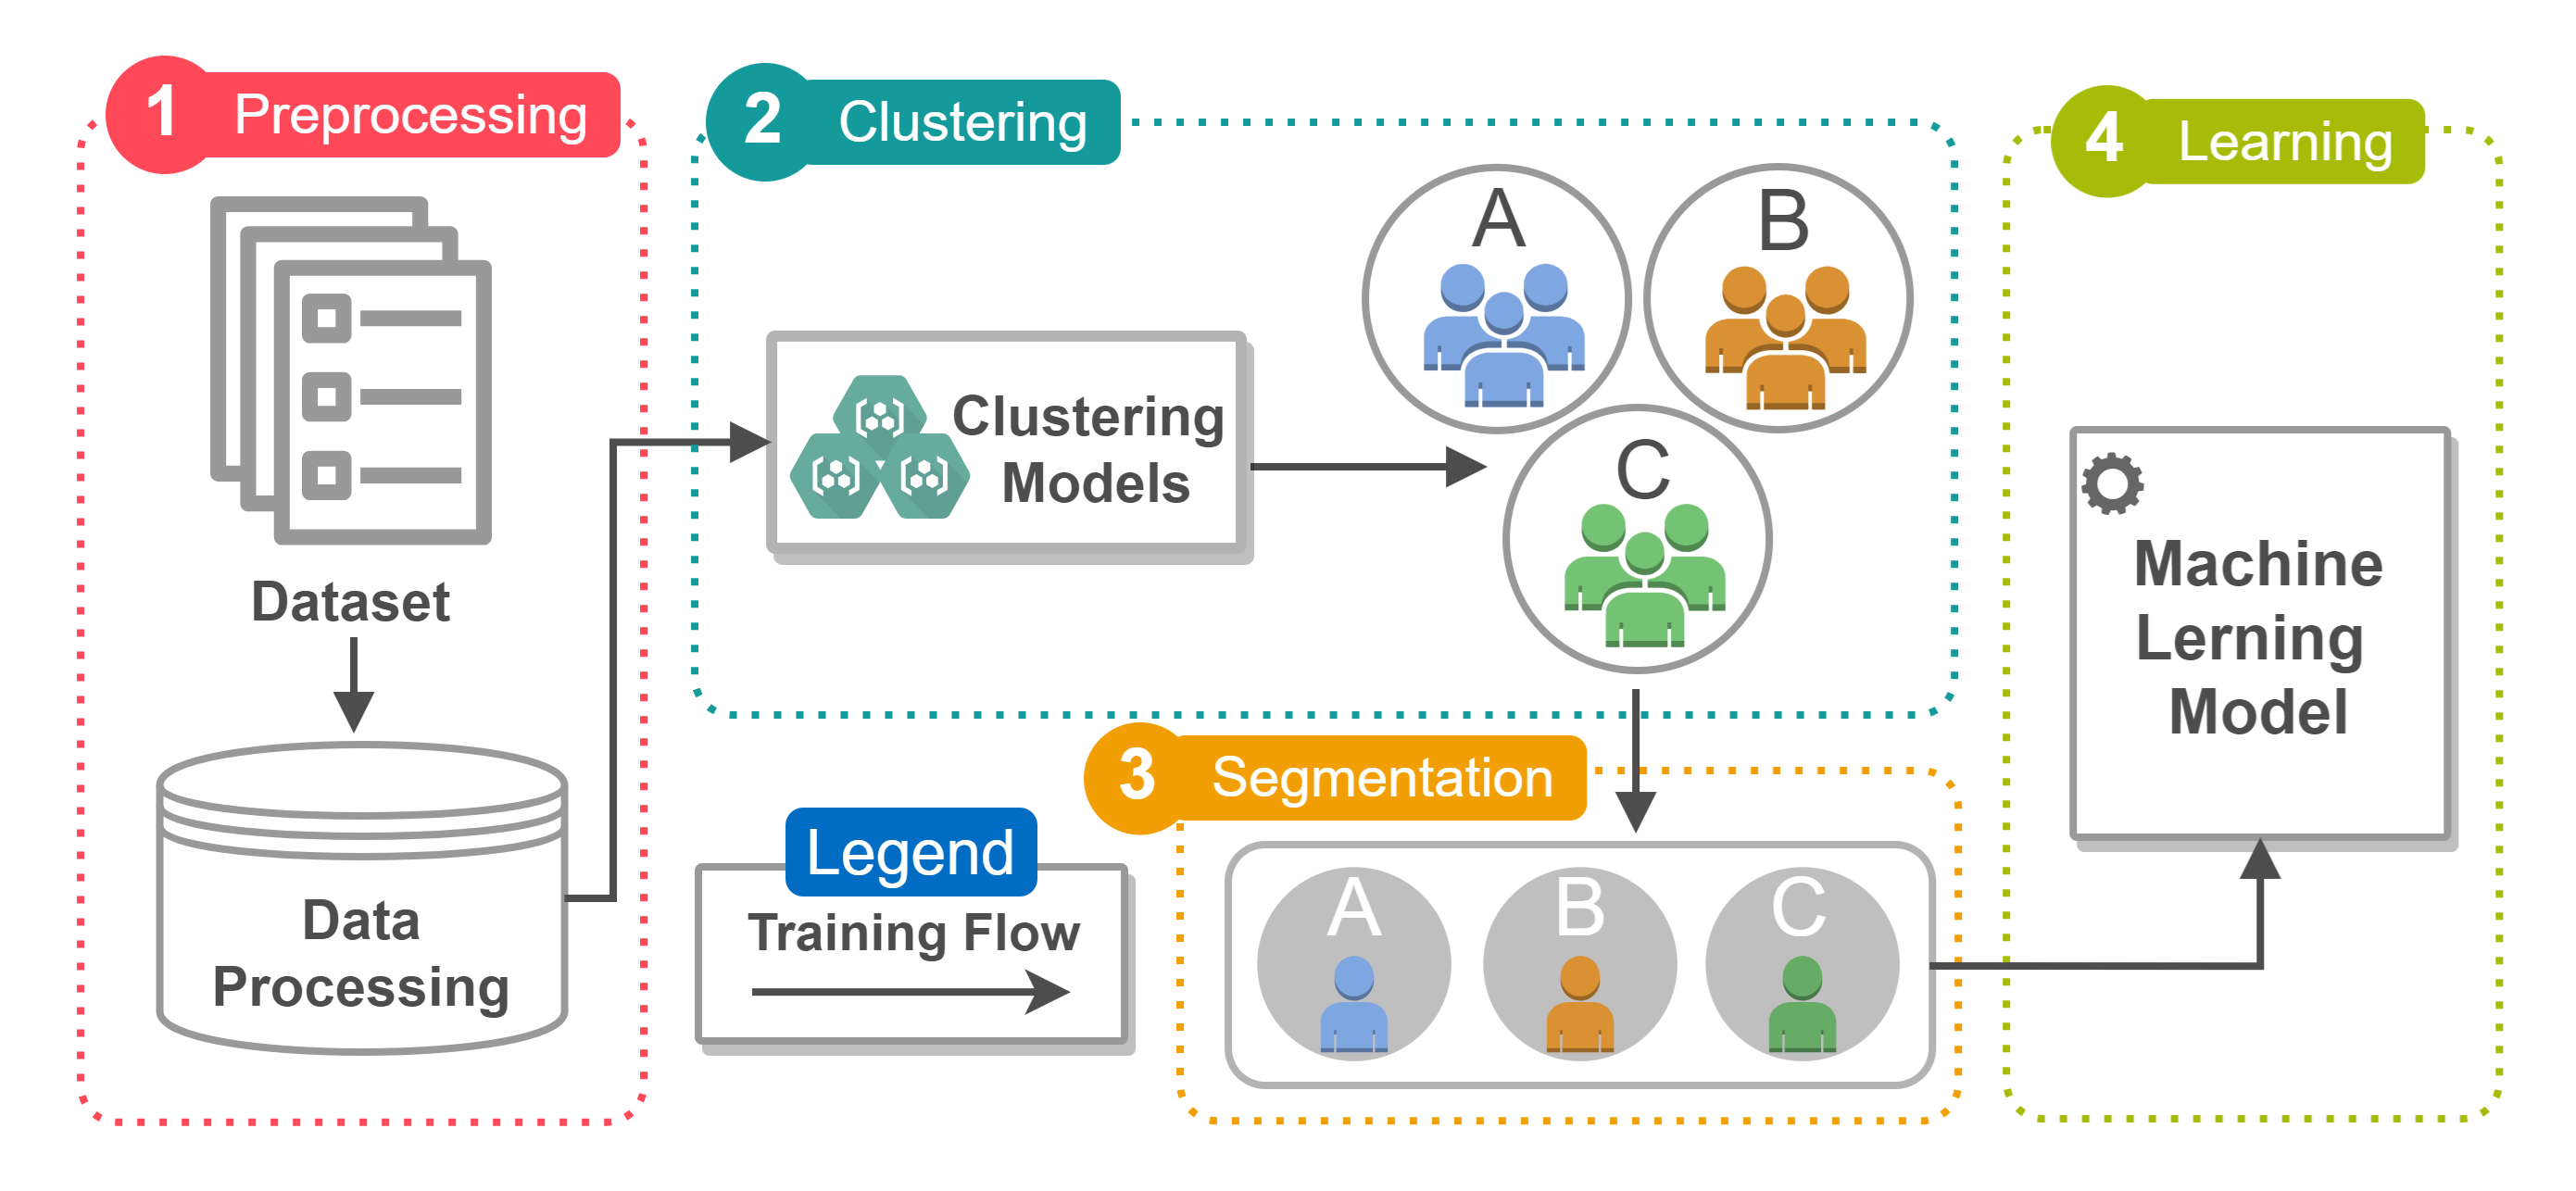 1 Preprocessing
Dataset
Data
Processing
2 Clustering
Clustering
Models
A
B
C
3 Segmentation
A B C
Legend
Training Flow
4 Learning
Machine
Lerning
Model